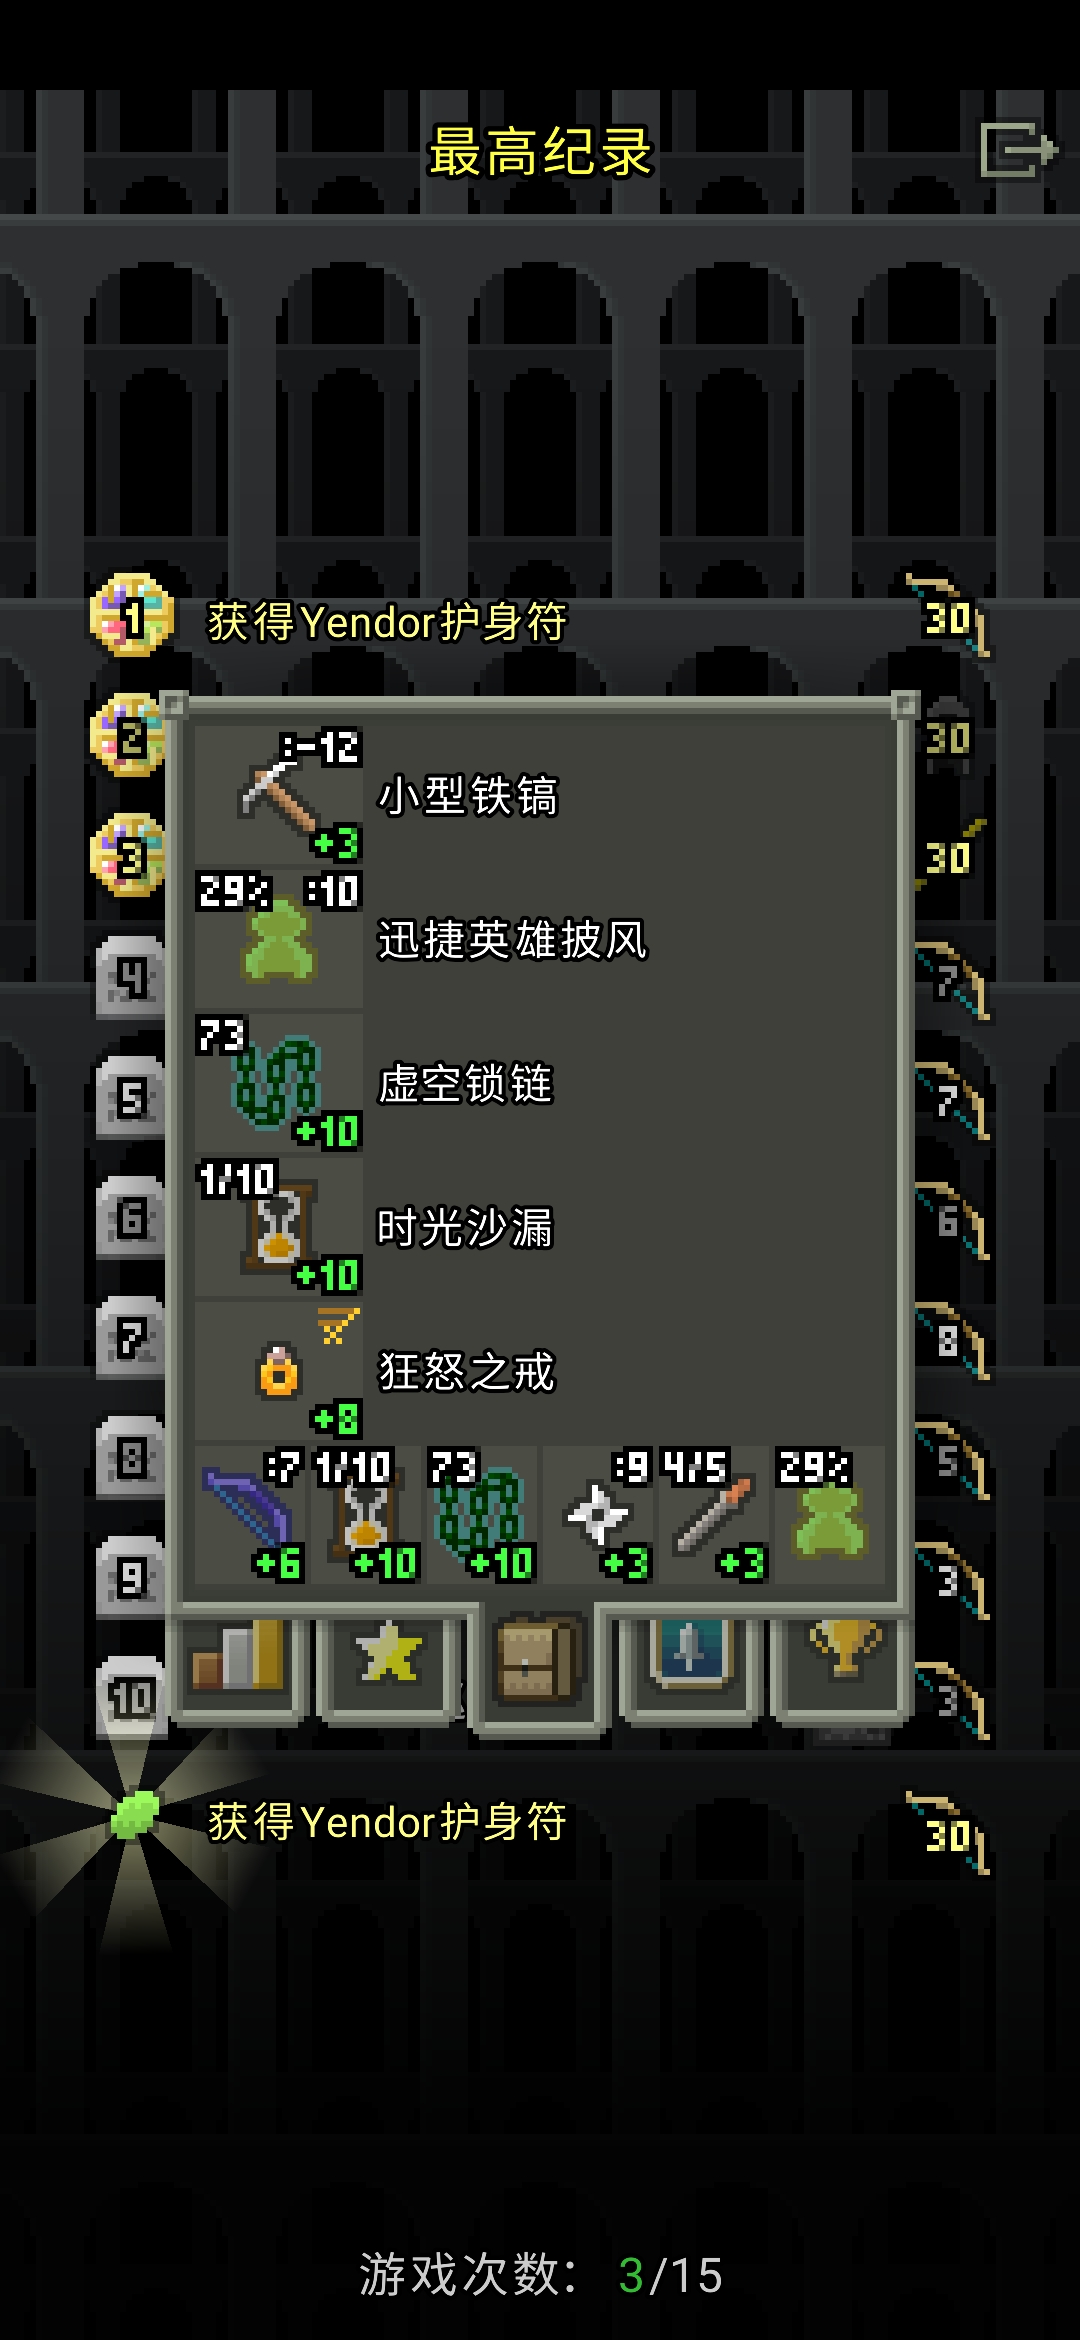 最高纪录
1 获得Yendor护身符 30
2 30
3 30
4 7
5 7
6 6
7 8
8 5
9 3
10 3
:-12
小型铁镐
+3
29% :10
迅捷英雄披风
73
虚空锁链
+10
1/10
时光沙漏
+10
狂怒之戒
+8
:7 1/10 73 :9 4/5 29%
+6 +10 +10 +3 +3
获得Yendor护身符 30
游戏次数: 3/15